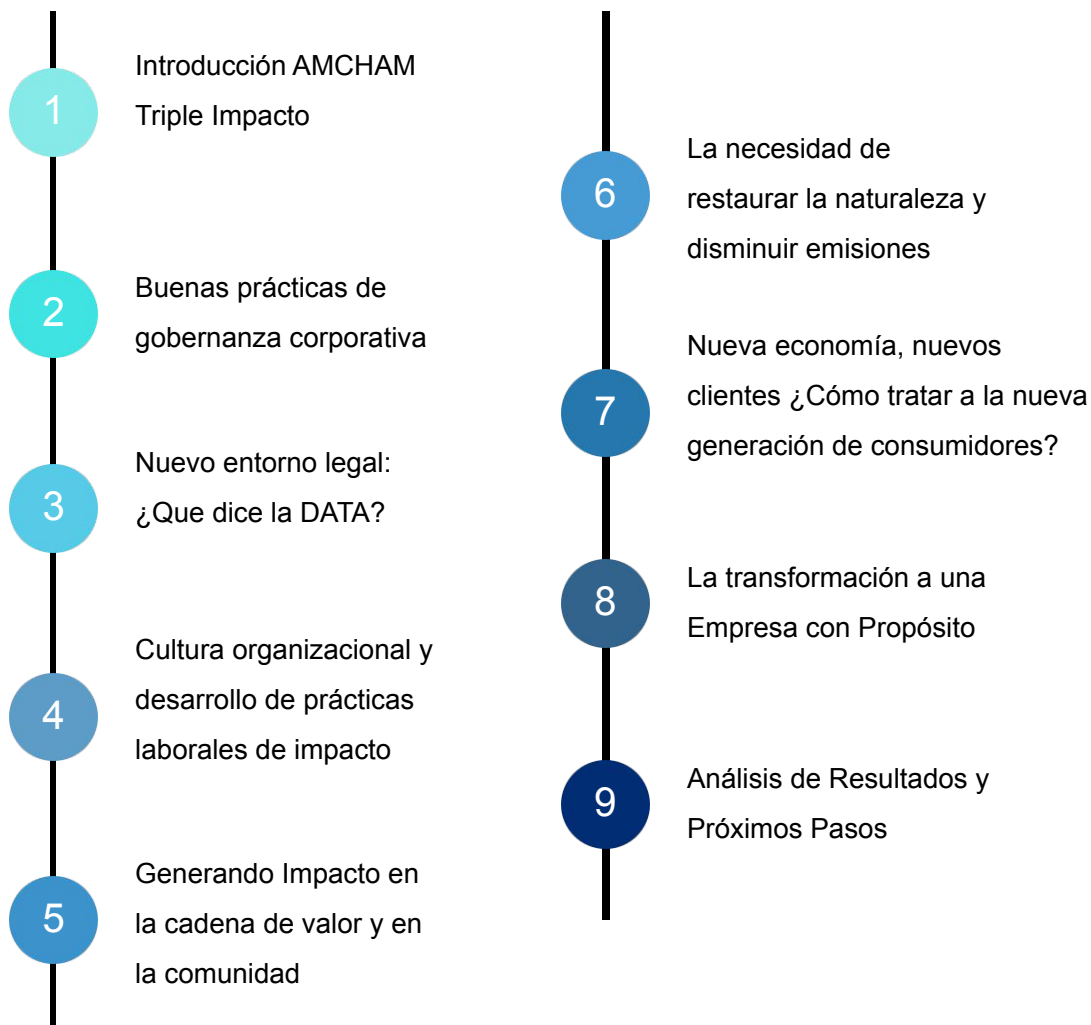 1
Introducción AMCHAM
Triple Impacto
2
Buenas prácticas de
gobernanza corporativa
3
Nuevo entorno legal:
¿Que dice la DATA?
4
Cultura organizacional y
desarrollo de prácticas
laborales de impacto
5
Generando Impacto en
la cadena de valor y en
la comunidad
6
La necesidad de
restaurar la naturaleza y
disminuir emisiones
7
Nueva economía, nuevos
clientes ¿Cómo tratar a la nueva
generación de consumidores?
8
La transformación a una
Empresa con Propósito
9
Análisis de Resultados y
Próximos Pasos